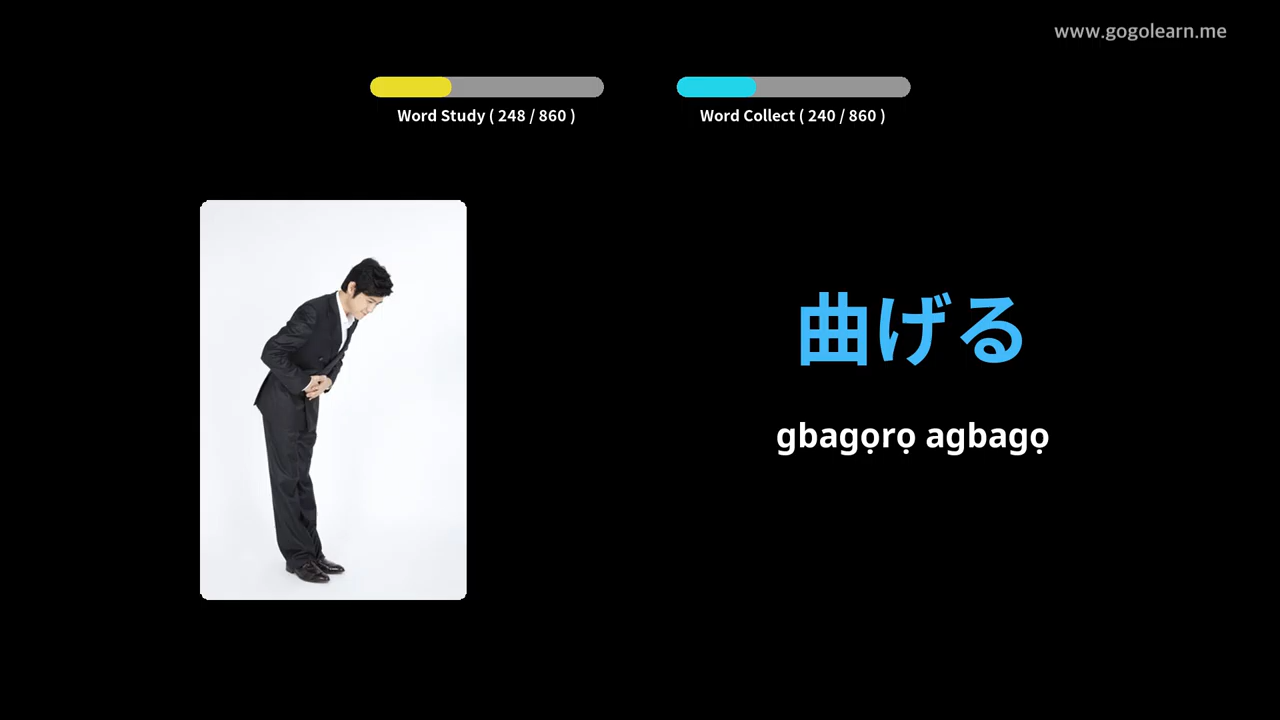 www.gogolearn.me
Word Study ( 248 / 860 )
Word Collect ( 240 / 860 )
曲げる
gbagọrọ agbagọ